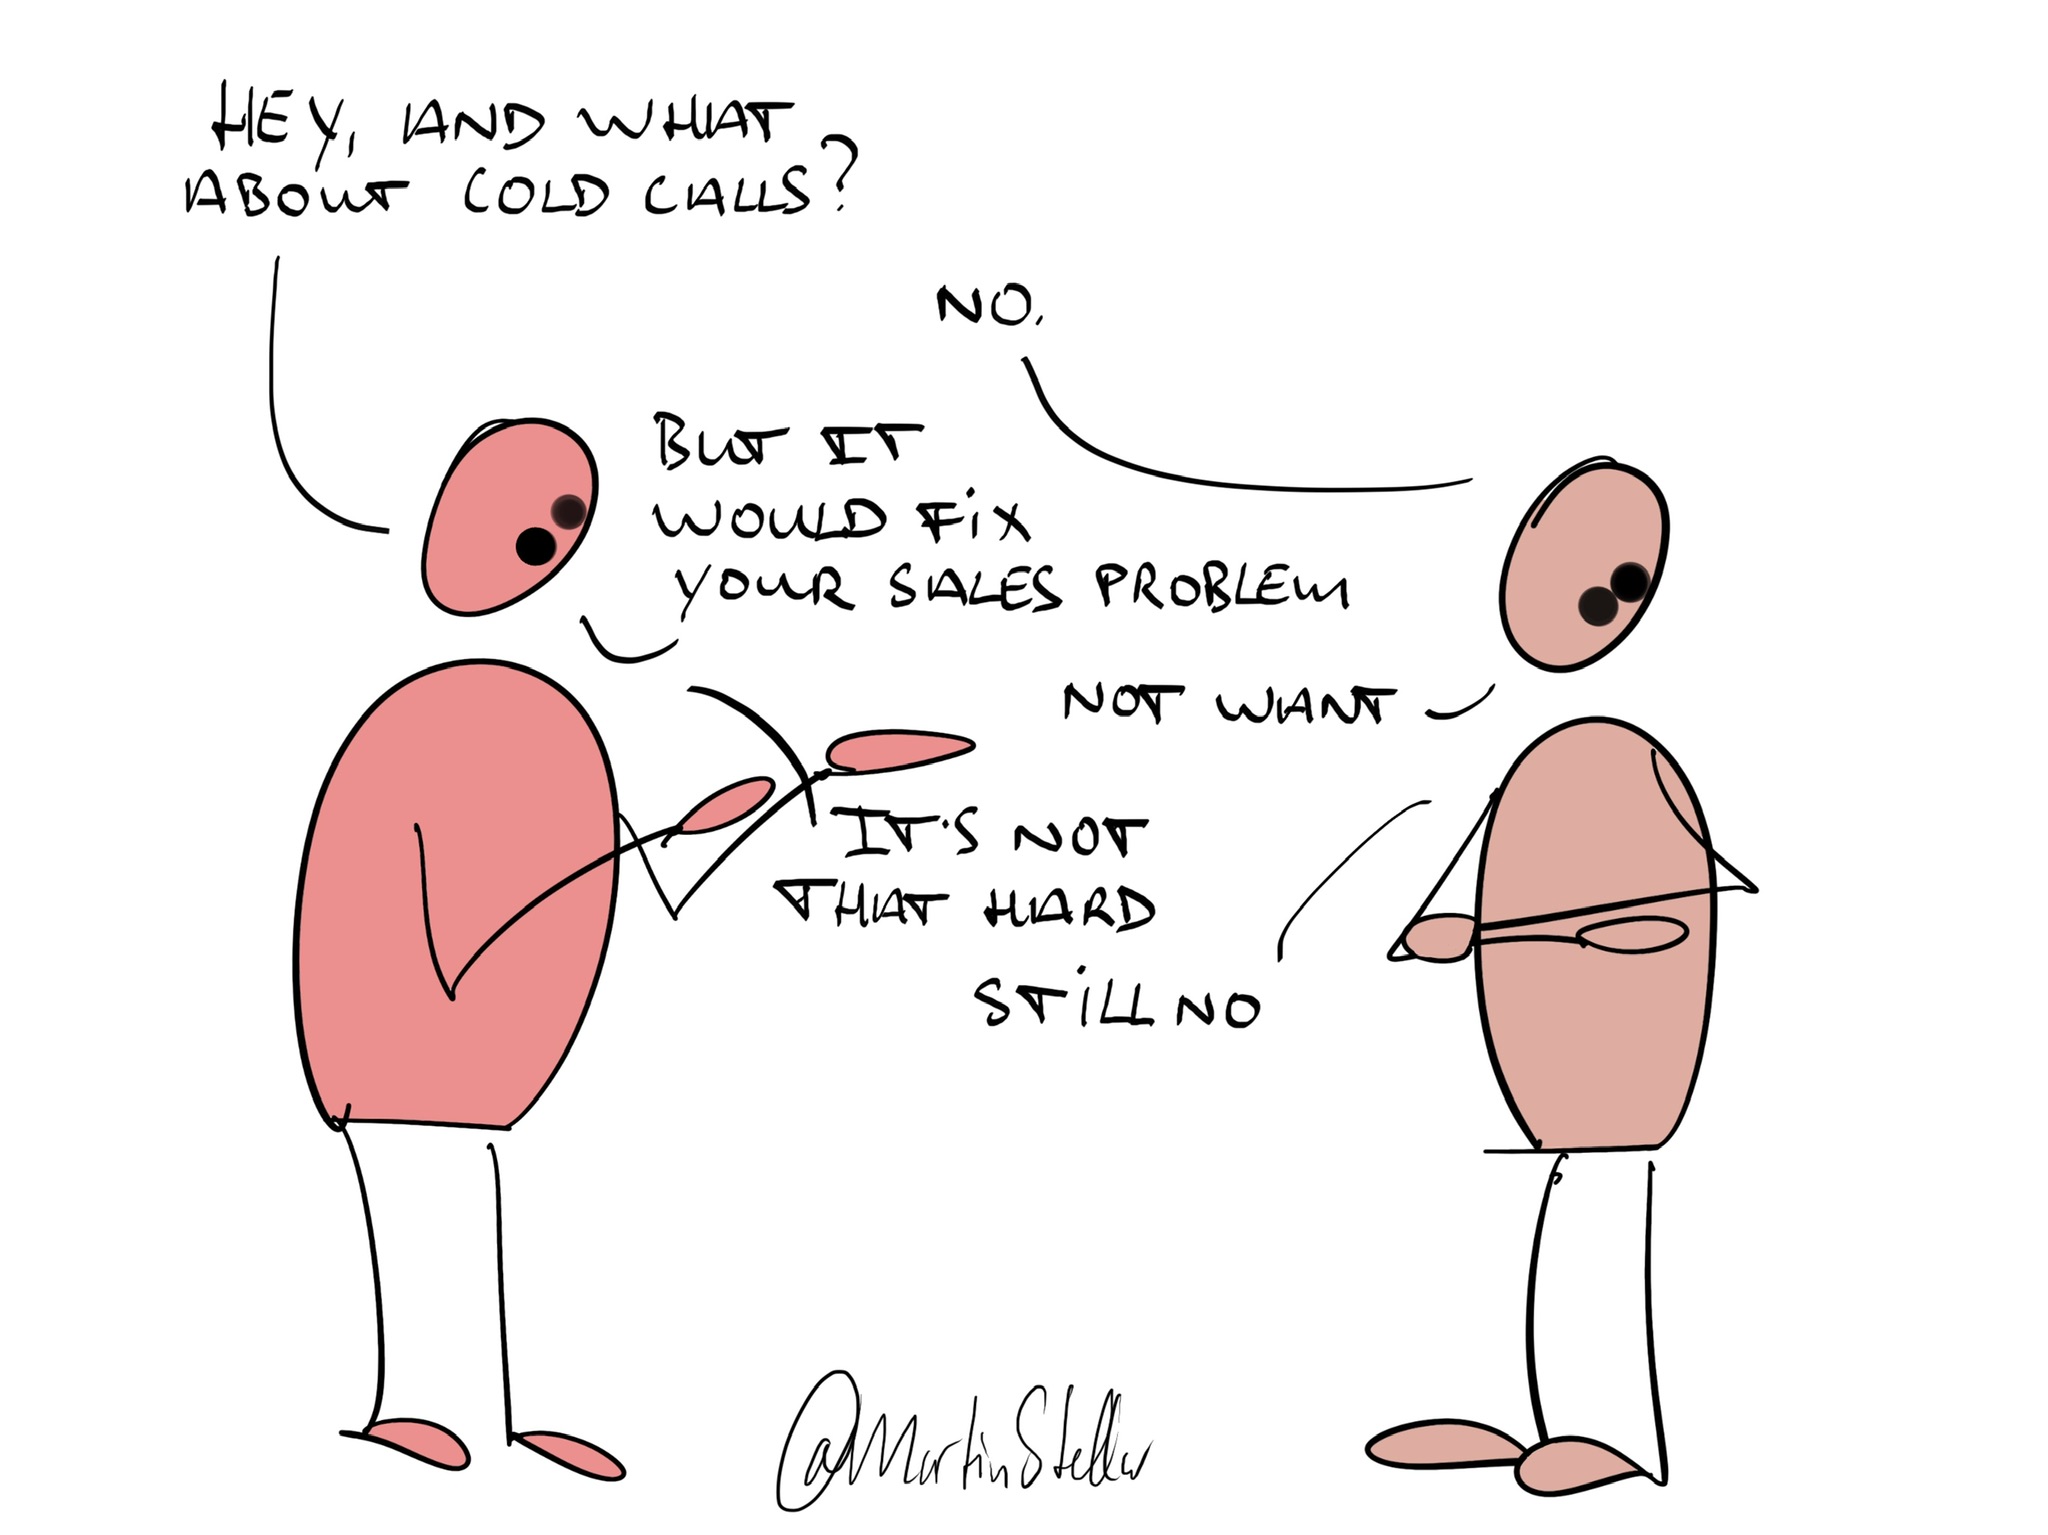 HEY, AND WHAT
ABOUT COLD CALLS?
NO.
BUT IT
WOULD FIX
YOUR SALES PROBLEM
NOT WANT
IT'S NOT
THAT HARD
STILL NO
@MartinStellar